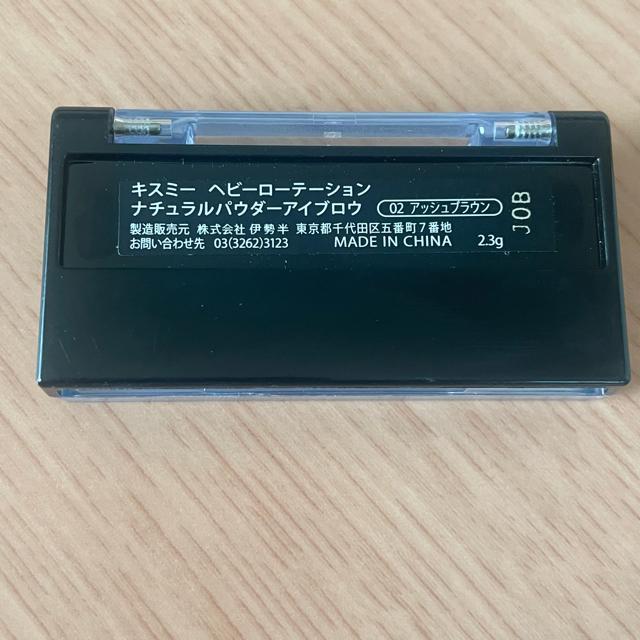 キスミー ヘビーローテーション
ナチュラルパウダーアイブロウ 02 アッシュブラウン
製造販売元 株式会社 伊勢半 東京都千代田区五番町7番地
お問い合わせ先 03(3262)3123 MADE IN CHINA 2.3g
JOB